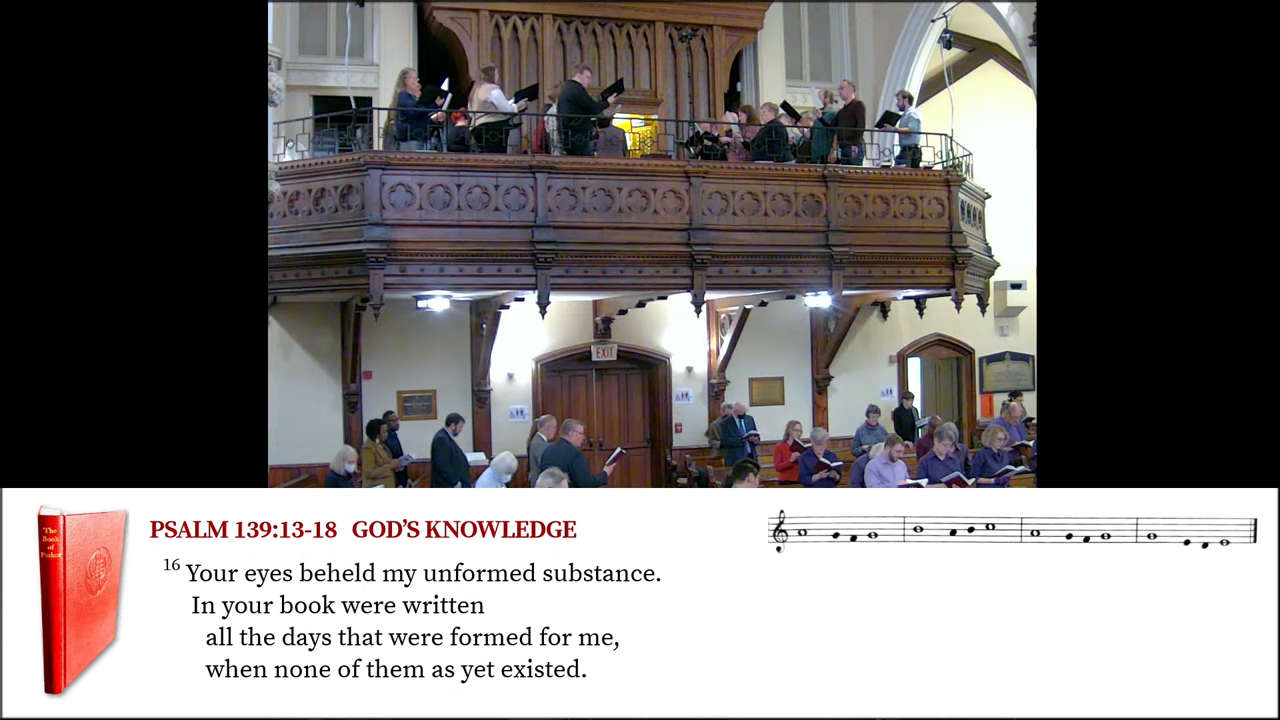 EXIT
The
Book
of
Psalms
PSALM 139:13-18 GOD'S KNOWLEDGE
16 Your eyes beheld my unformed substance.
In your book were written
all the days that were formed for me,
when none of them as yet existed.